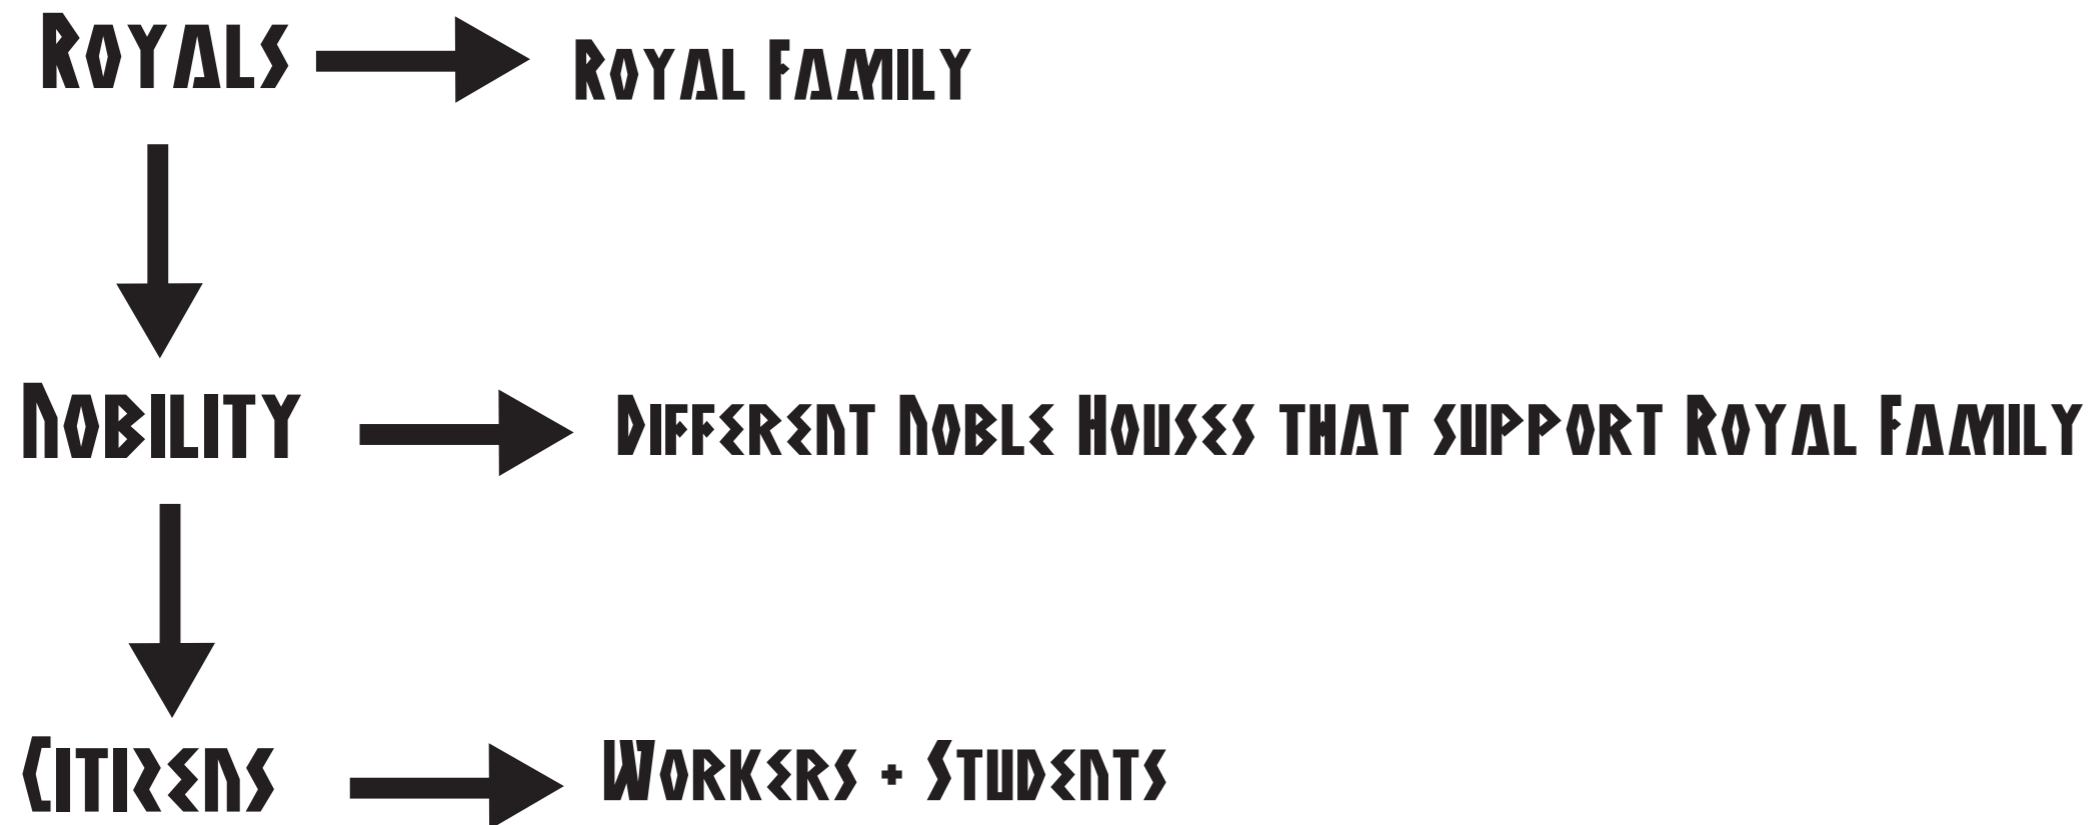 Royals
Royal Family
Nobility
Different Noble Houses that support Royal Family
Citizens
Workers + Students